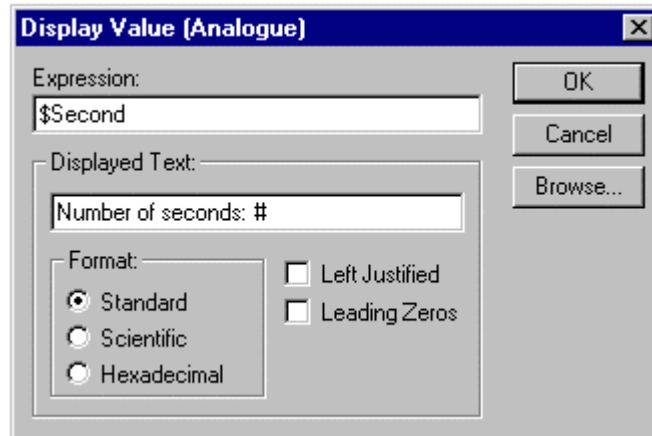 Display Value (Analogue)
Expression:
$Second
OK
Cancel
Browse...
Displayed Text:
Number of seconds: #
Format:
Standard
Scientific
Hexadecimal
Left Justified
Leading Zeros